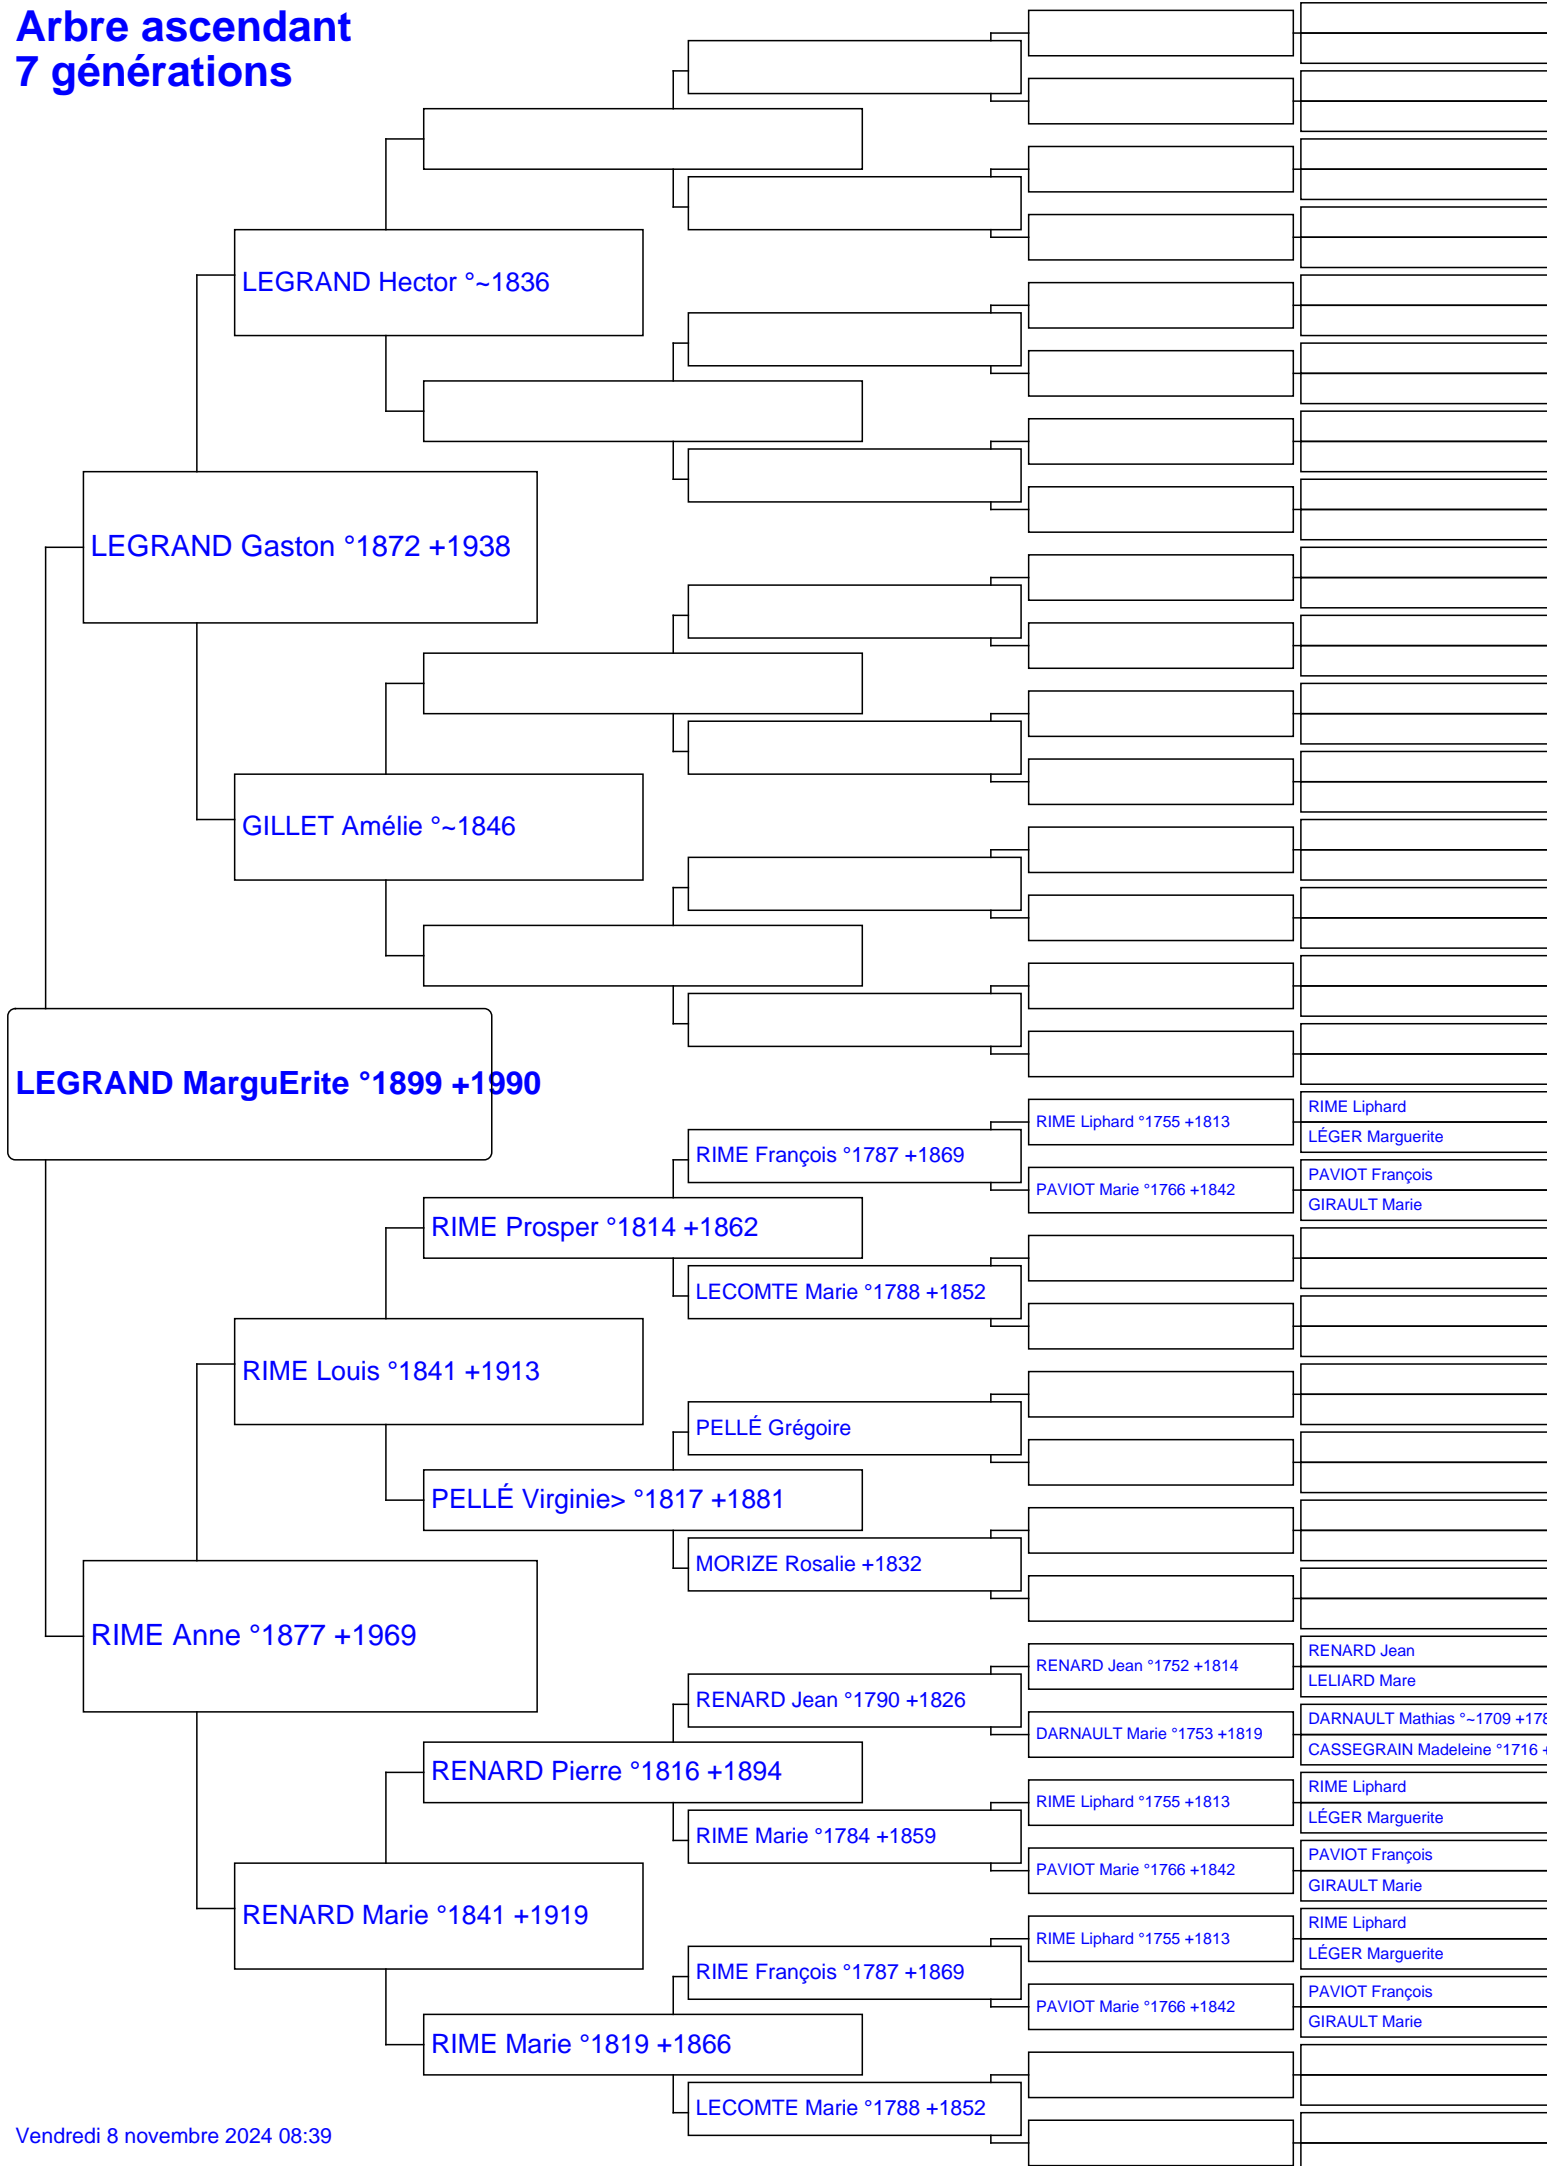 Arbre ascendant
7 générations
LEGRAND Hector °~1836
LEGRAND Gaston °1872 +1938
GILLET Amélie °~1846
LEGRAND MarguErite °1899 +1990
RIME Liphard
RIME Liphard °1755 +1813
LÉGER Marguerite
RIME François °1787 +1869
PAVIOT François
PAVIOT Marie °1766 +1842
GIRAULT Marie
RIME Prosper °1814 +1862
LECOMTE Marie °1788 +1852
RIME Louis °1841 +1913
PELLÉ Grégoire
PELLÉ Virginie> °1817 +1881
MORIZE Rosalie +1832
RIME Anne °1877 +1969
RENARD Jean
RENARD Jean °1752 +1814
LELIARD Mare
RENARD Jean °1790 +1826
DARNAULT Mathias °~1709 +178
DARNAULT Marie °1753 +1819
CASSEGRAIN Madeleine °1716 +
RENARD Pierre °1816 +1894
RIME Liphard
RIME Liphard °1755 +1813
LÉGER Marguerite
RIME Marie °1784 +1859
PAVIOT François
PAVIOT Marie °1766 +1842
GIRAULT Marie
RENARD Marie °1841 +1919
RIME Liphard
RIME Liphard °1755 +1813
LÉGER Marguerite
RIME François °1787 +1869
PAVIOT François
PAVIOT Marie °1766 +1842
GIRAULT Marie
RIME Marie °1819 +1866
LECOMTE Marie °1788 +1852
Vendredi 8 novembre 2024 08:39